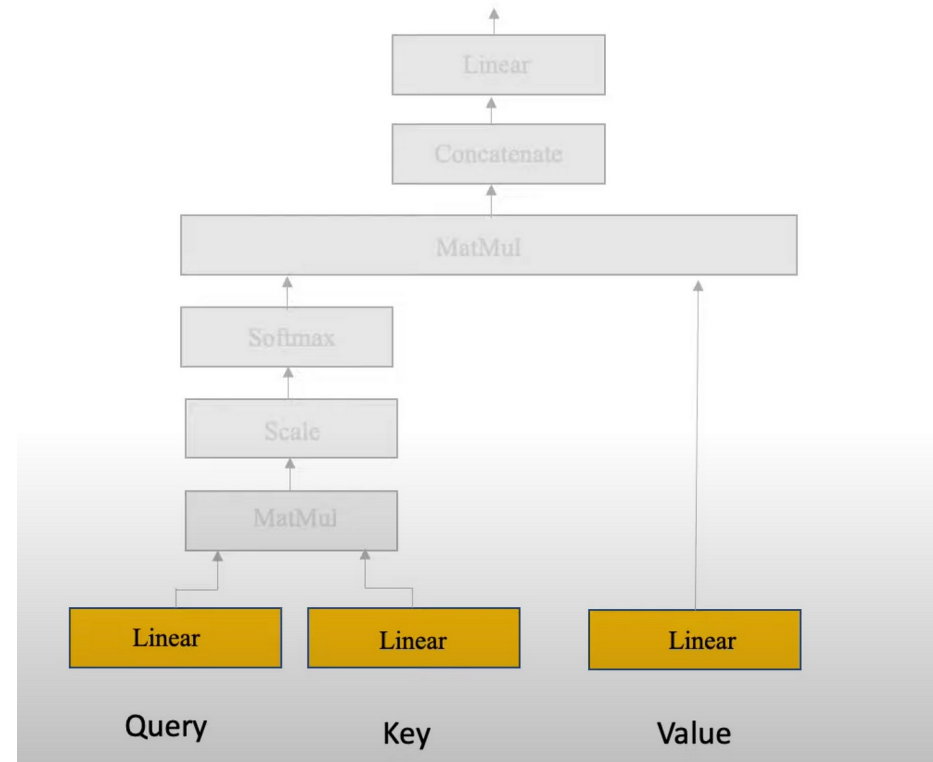 Linear
Concatenate
MatMul
Softmax
Scale
MatMul
Linear
Linear
Linear
Query
Key
Value